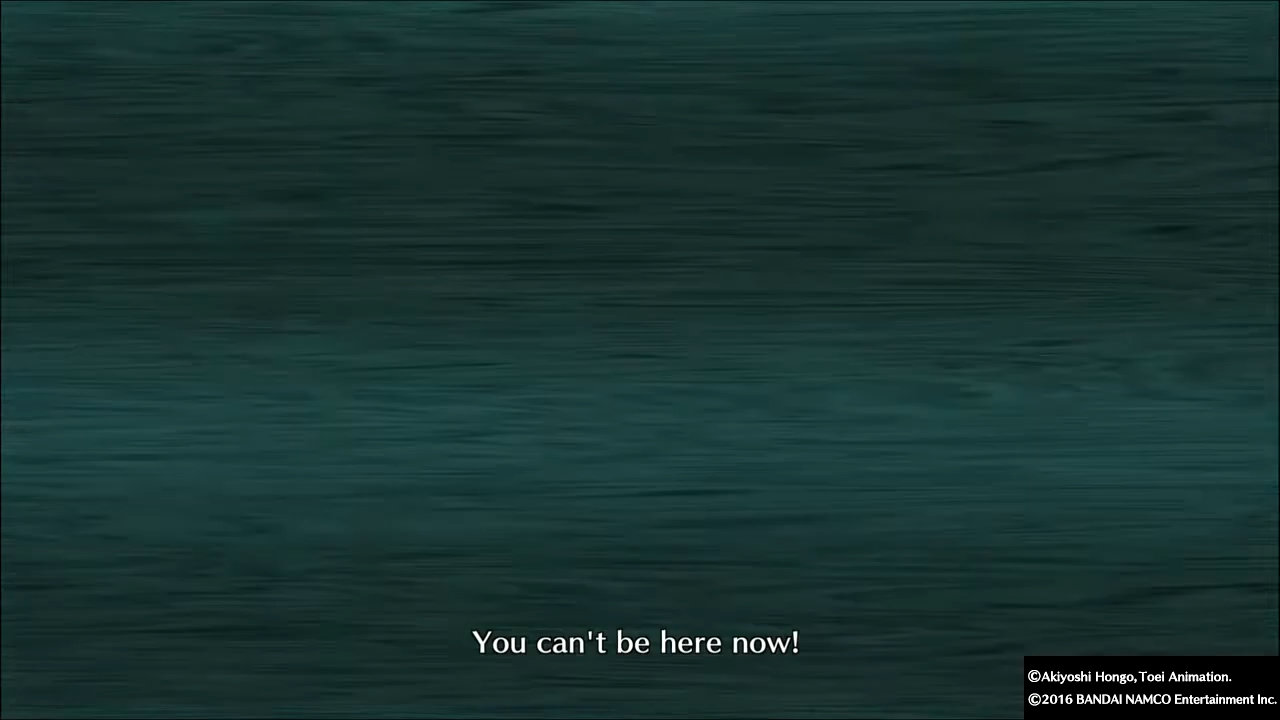 You can't be here now!
©Akiyoshi Hongo,Toei Animation.
©2016 BANDAI NAMCO Entertainment Inc.